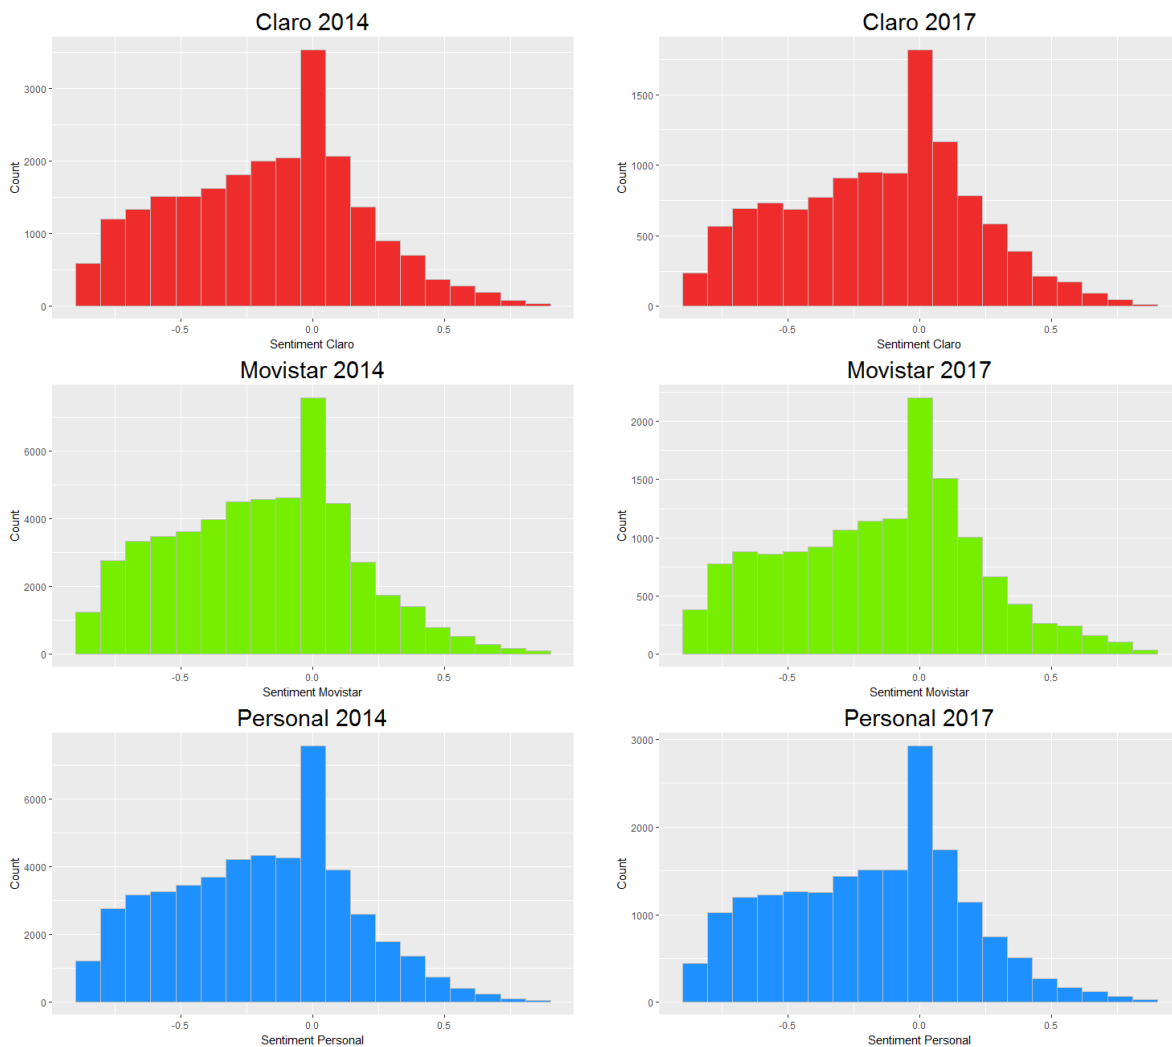 Claro 2014
Count
3000
2000
1000
0
-0.5 0.0 0.5
Sentiment Claro
Claro 2017
Count
1500
1000
500
0
-0.5 0.0 0.5
Sentiment Claro
Movistar 2014
Count
6000
4000
2000
0
-0.5 0.0 0.5
Sentiment Movistar
Movistar 2017
Count
2000
1500
1000
500
0
-0.5 0.0 0.5
Sentiment Movistar
Personal 2014
Count
6000
4000
2000
0
-0.5 0.0 0.5
Sentiment Personal
Personal 2017
Count
3000
2000
1000
0
-0.5 0.0 0.5
Sentiment Personal